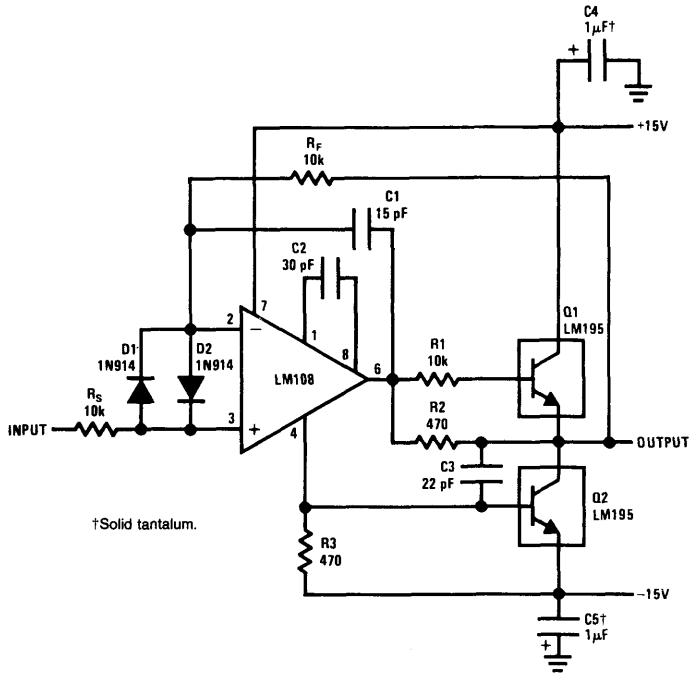 C4
1μF†
+
+15V
RF
10k
C1
15 pF
C2
30 pF
7
2
−
1
Q1
LM195
D1
1N914
D2
1N914
8
6
R1
10k
LM108
RS
10k
3
+
4
R2
470
INPUT
OUTPUT
C3
22 pF
Q2
LM195
†Solid tantalum.
R3
470
−15V
C5†
1μF
+